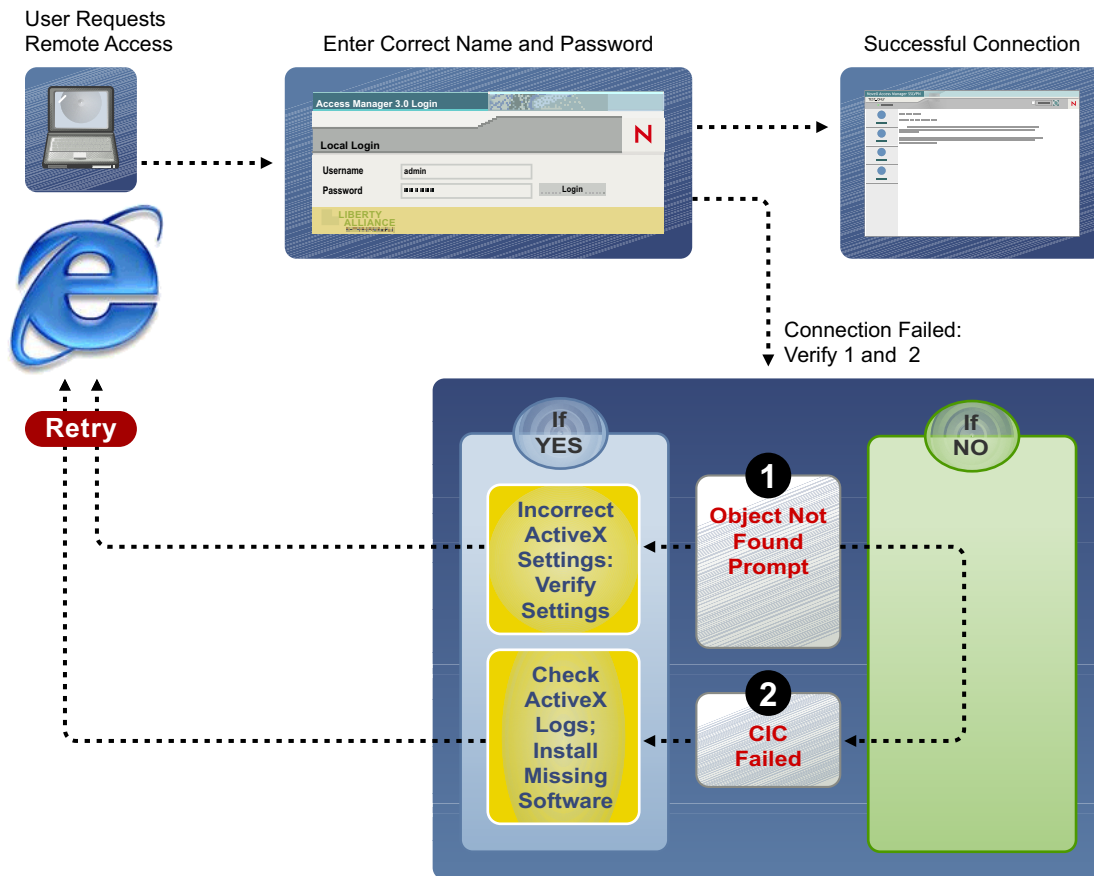 User Requests
Remote Access
Enter Correct Name and Password
Successful Connection
Access Manager 3.0 Login
N
Local Login
Username
admin
Password
Login
LIBERTY
ALLIANCE
N
Connection Failed:
Verify 1 and 2
Retry
If
YES
If
NO
1
Object Not
Found
Prompt
Incorrect
ActiveX
Settings:
Verify
Settings
2
CIC
Failed
Check
ActiveX
Logs;
Install
Missing
Software